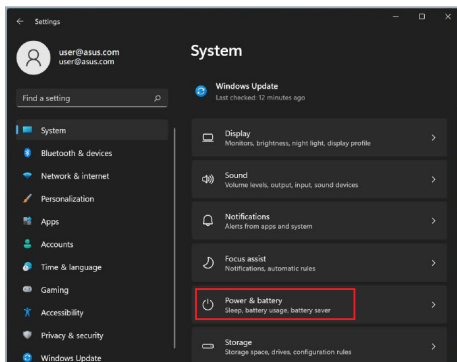 Settings
user@asus.com
user@asus.com
Find a setting
System
Bluetooth & devices
Network & internet
Personalization
Apps
Accounts
Time & language
Gaming
Accessibility
Privacy & security
Windows Update
System
Windows Update
Last checked: 12 minutes ago
Display
Monitors, brightness, night light, display profile
Sound
Volume levels, output, input, sound devices
Notifications
Alerts from apps and system
Focus assist
Notifications, automatic rules
Power & battery
Sleep, battery usage, battery saver
Storage
Storage space, drives, configuration rules